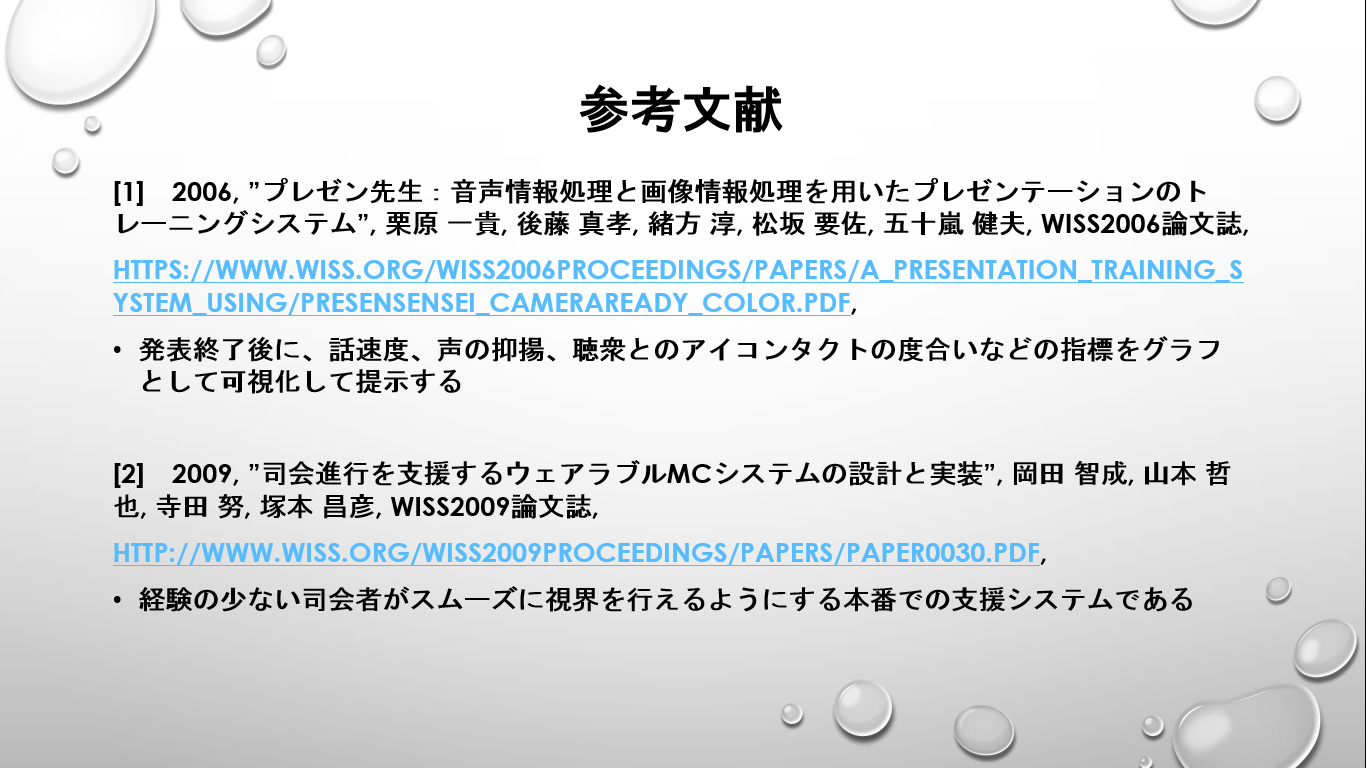 参考文献
[1]　2006, ”プレゼン先生：音声情報処理と画像情報処理を用いたプレゼンテーションのト
レーニングシステム”, 栗原 一貴, 後藤 真孝, 緒方 淳, 松坂 要佐, 五十嵐 健夫, WISS2006論文誌,
HTTPS://WWW.WISS.ORG/WISS2006PROCEEDINGS/PAPERS/A_PRESENTATION_TRAINING_S
YSTEM_USING/PRESENSENSEI_CAMERAREADY_COLOR.PDF,
• 発表終了後に、話速度、声の抑揚、聴衆とのアイコンタクトの度合いなどの指標をグラフ
として可視化して提示する
[2]　2009, ”司会進行を支援するウェアラブルMCシステムの設計と実装”, 岡田 智成, 山本 哲
也, 寺田 努, 塚本 昌彦, WISS2009論文誌,
HTTP://WWW.WISS.ORG/WISS2009PROCEEDINGS/PAPERS/PAPER0030.PDF,
• 経験の少ない司会者がスムーズに視界を行えるようにする本番での支援システムである